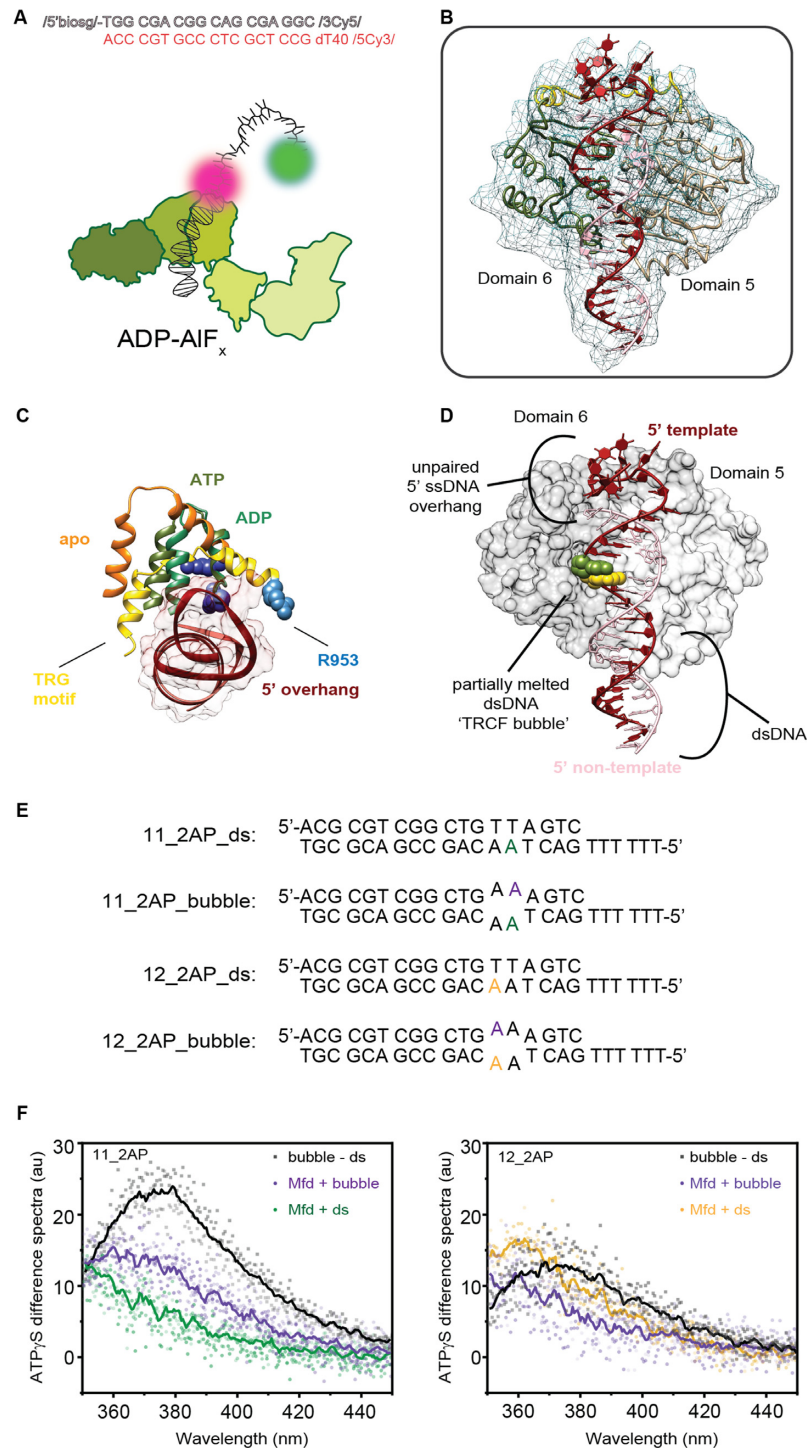 A
/5'biosg/-TGG CGA CGG CAG CGA GGC /3Cy5/
ACC CGT GCC CTC GCT CCG dT40 /5Cy3/
ADP-AlFx
B
Domain 6
Domain 5
C
ATP
ADP
apo
TRG motif
R953
5' overhang
D
Domain 6
5' template
Domain 5
unpaired
5' ssDNA
overhang
partially melted
dsDNA
'TRCF bubble'
dsDNA
5' non-template
E
11_2AP_ds:
5'-ACG CGT CGG CTG TT A GTC
TGC GCA GCC GAC A A T CAG TTT TTT-5'
11_2AP_bubble:
A A
5'-ACG CGT CGG CTG A GTC
TGC GCA GCC GAC T CAG TTT TTT-5'
A A
12_2AP_ds:
5'-ACG CGT CGG CTG TT A GTC
TGC GCA GCC GAC A A T CAG TTT TTT-5'
12_2AP_bubble:
A A
5'-ACG CGT CGG CTG A GTC
TGC GCA GCC GAC T CAG TTT TTT-5'
A A
F
ATPγS difference spectra (au)
30
20
10
0
11_2AP
bubble - ds
Mfd + bubble
Mfd + ds
360 380 400 420 440
Wavelength (nm)
ATPγS difference spectra (au)
30
20
10
0
12_2AP
bubble - ds
Mfd + bubble
Mfd + ds
360 380 400 420 440
Wavelength (nm)